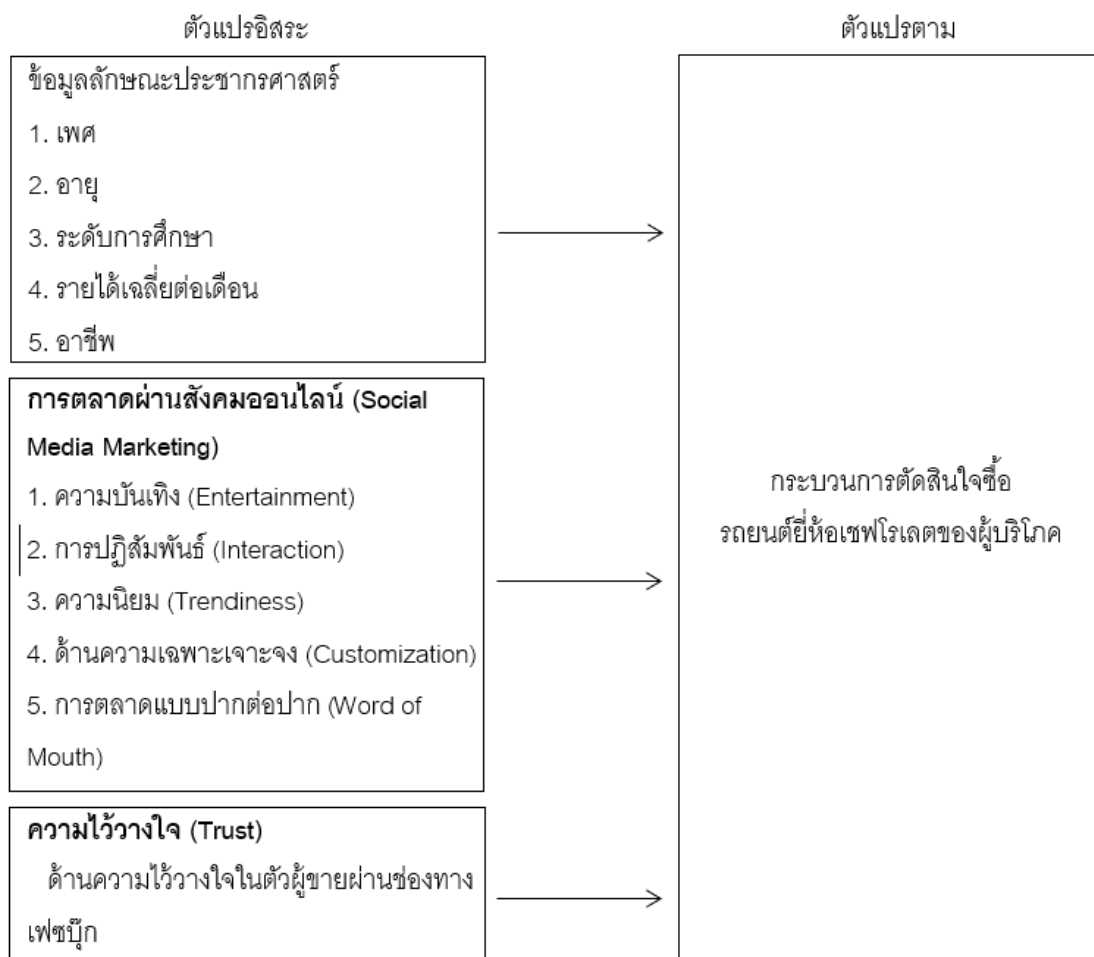 ตัวแปรอิสระ
ตัวแปรตาม
ข้อมูลลักษณะประชากรศาสตร์
1. เพศ
2. อายุ
3. ระดับการศึกษา
4. รายได้เฉลี่ยต่อเดือน
5. อาชีพ
การตลาดผ่านสังคมออนไลน์ (Social
Media Marketing)
1. ความบันเทิง (Entertainment)
2. การปฏิสัมพันธ์ (Interaction)
3. ความนิยม (Trendiness)
4. ด้านความเฉพาะเจาะจง (Customization)
5. การตลาดแบบปากต่อปาก (Word of
Mouth)
ความไว้วางใจ (Trust)
ด้านความไว้วางใจในตัวผู้ขายผ่านช่องทาง
เฟซบุ๊ก
กระบวนการตัดสินใจซื้อ
รถยนต์ยี่ห้อเชฟโรเลตของผู้บริโภค